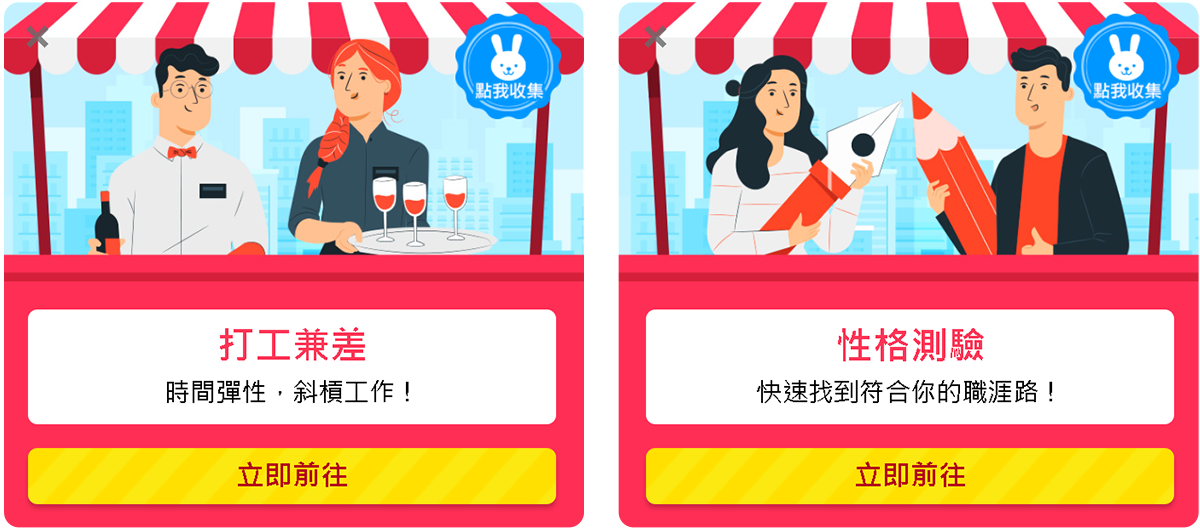 點我收集
打工兼差
時間彈性，斜槓工作！
立即前往
點我收集
性格測驗
快速找到符合你的職涯路！
立即前往